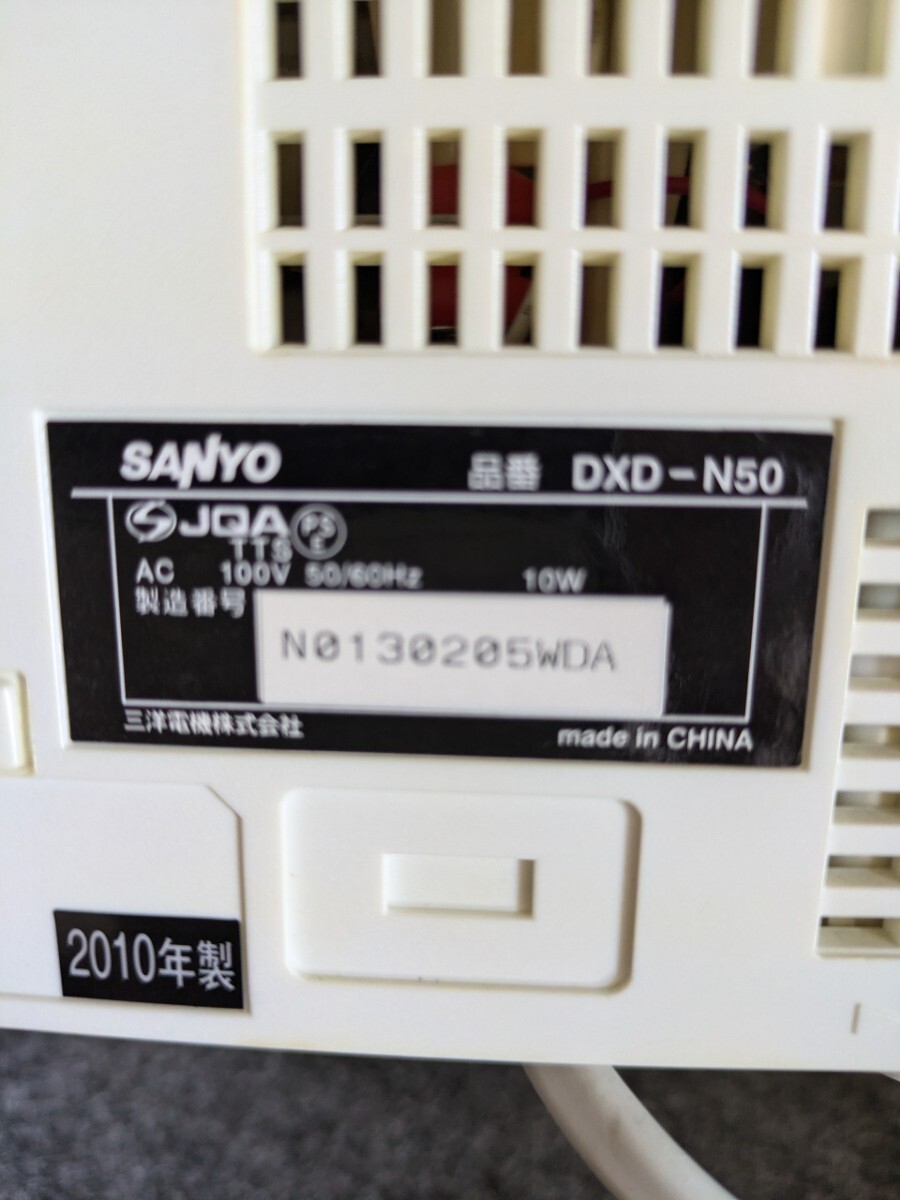 SANYO 品番 DXD-N50
JQA PS E
TTS
AC 100V 50/60Hz 10W
製造番号 N0130205WDA
三洋電機株式会社 made in CHINA
2010年製